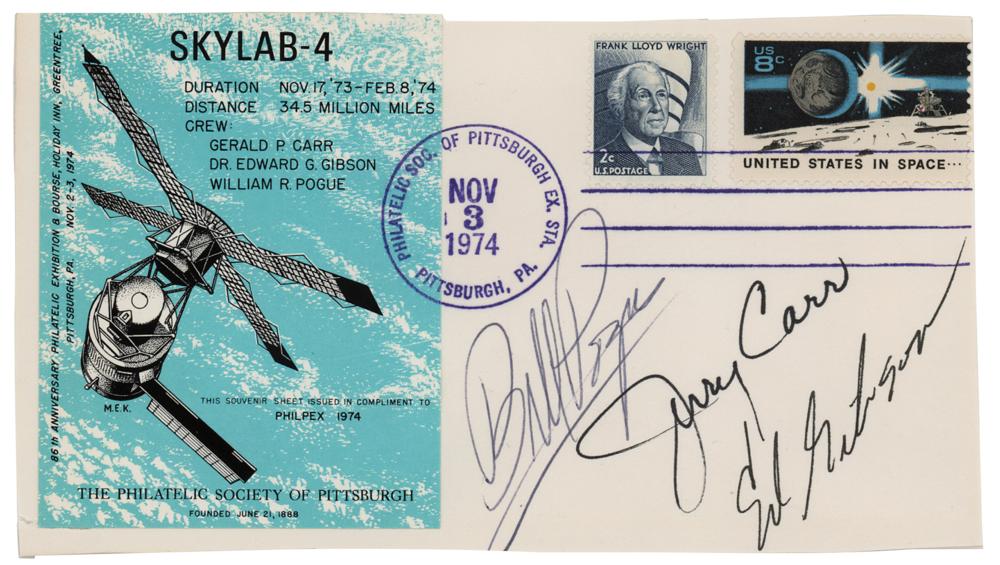 SKYLAB-4
DURATION NOV. 17, '73-FEB. 8, '74
DISTANCE 34.5 MILLION MILES
CREW:
GERALD P. CARR
DR. EDWARD G. GIBSON
WILLIAM R. POGUE
86th ANNIVERSARY PHILATELIC EXHIBITION & BOURSE, HOLIDAY INN, GREENTREE,
PITTSBURGH, PA. NOV. 2-3, 1974
M.E.K.
THIS SOUVENIR SHEET ISSUED IN COMPLIMENT TO
PHILPEX 1974
THE PHILATELIC SOCIETY OF PITTSBURGH
FOUNDED JUNE 21, 1888
PHILATELIC SOC. OF PITTSBURGH EX. STA.
NOV
3
1974
PITTSBURGH, PA.
FRANK LLOYD WRIGHT
2c
U.S. POSTAGE
US
8c
UNITED STATES IN SPACE...
Bill Pogue
Jerry Carr
Ed Gibson